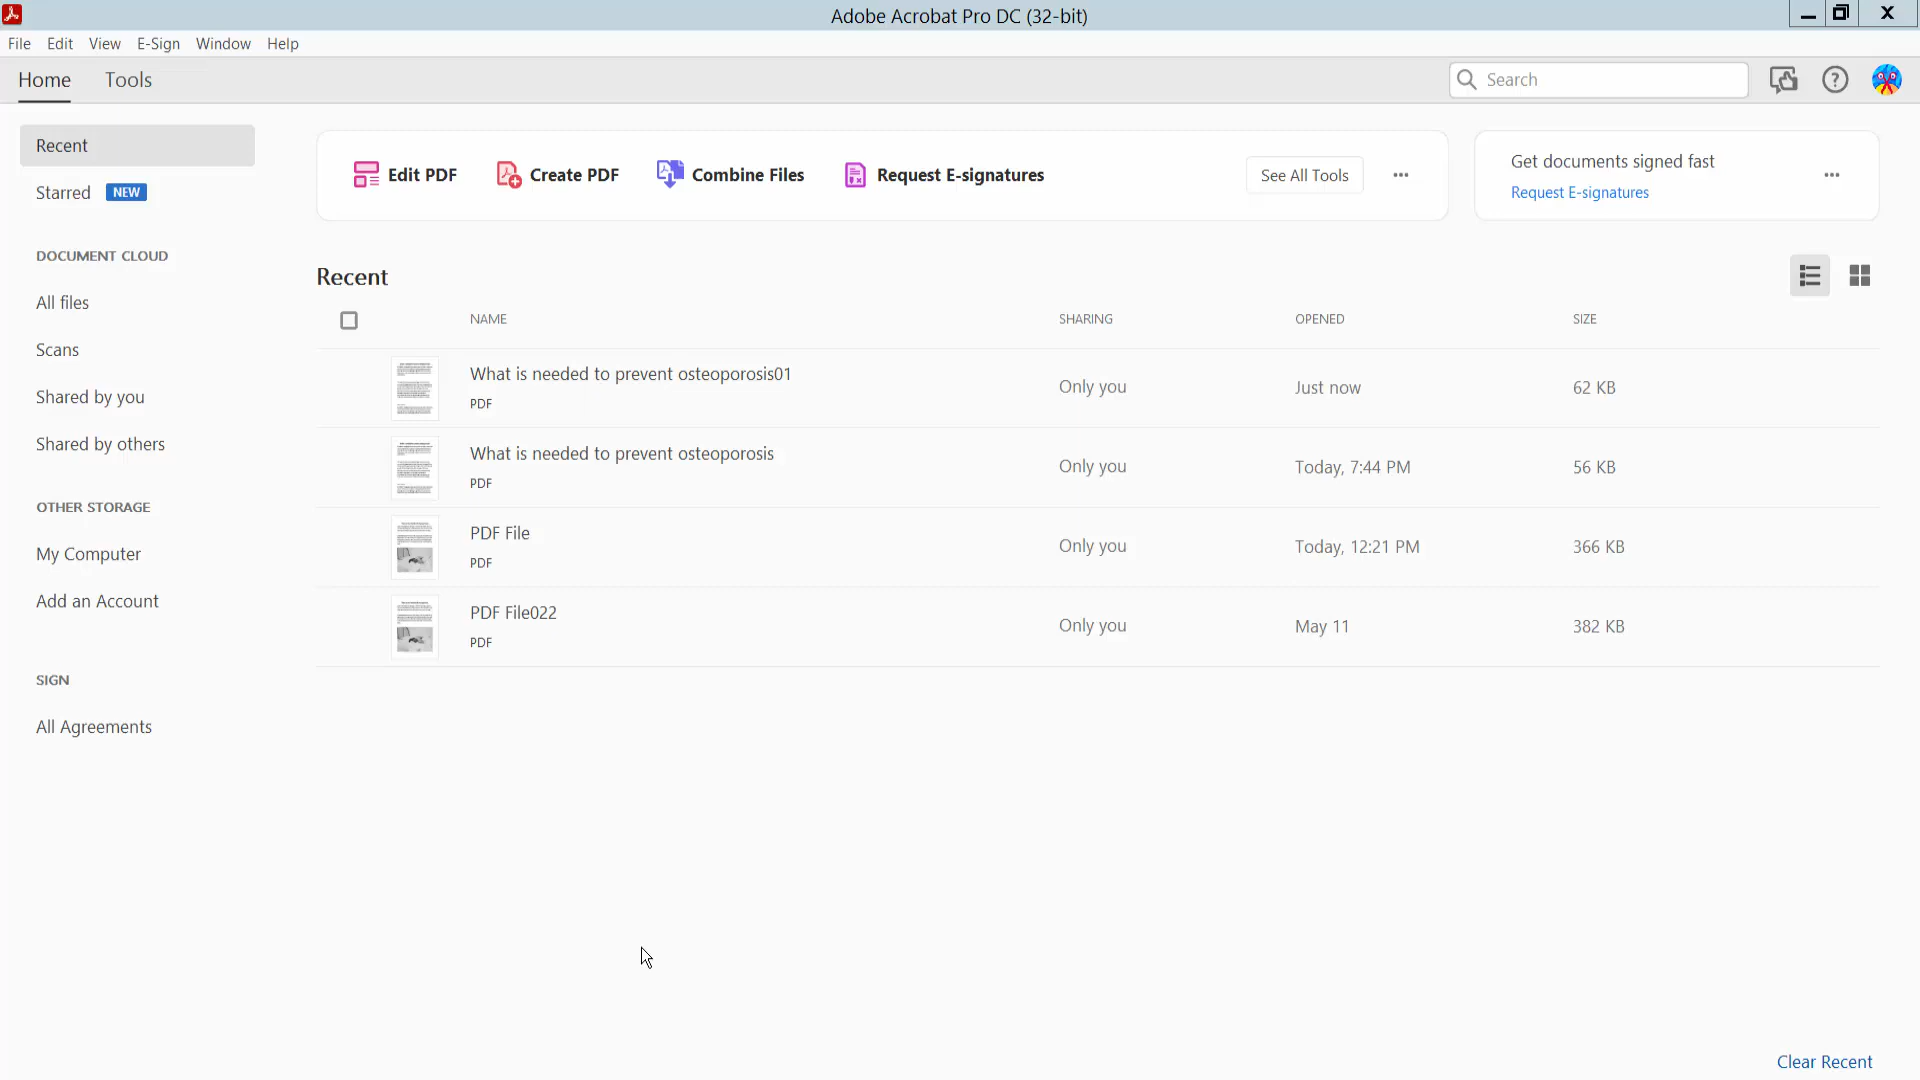 Adobe Acrobat Pro DC (32-bit)
File Edit View E-Sign Window Help
Home Tools Search
Recent
Starred NEW
DOCUMENT CLOUD
All files
Scans
Shared by you
Shared by others
OTHER STORAGE
My Computer
Add an Account
SIGN
All Agreements
Edit PDF Create PDF Combine Files Request E-signatures See All Tools
Get documents signed fast
Request E-signatures
Recent
NAME SHARING OPENED SIZE
What is needed to prevent osteoporosis01 Only you Just now 62 KB
PDF
What is needed to prevent osteoporosis Only you Today, 7:44 PM 56 KB
PDF
PDF File Only you Today, 12:21 PM 366 KB
PDF
PDF File022 Only you May 11 382 KB
PDF
Clear Recent